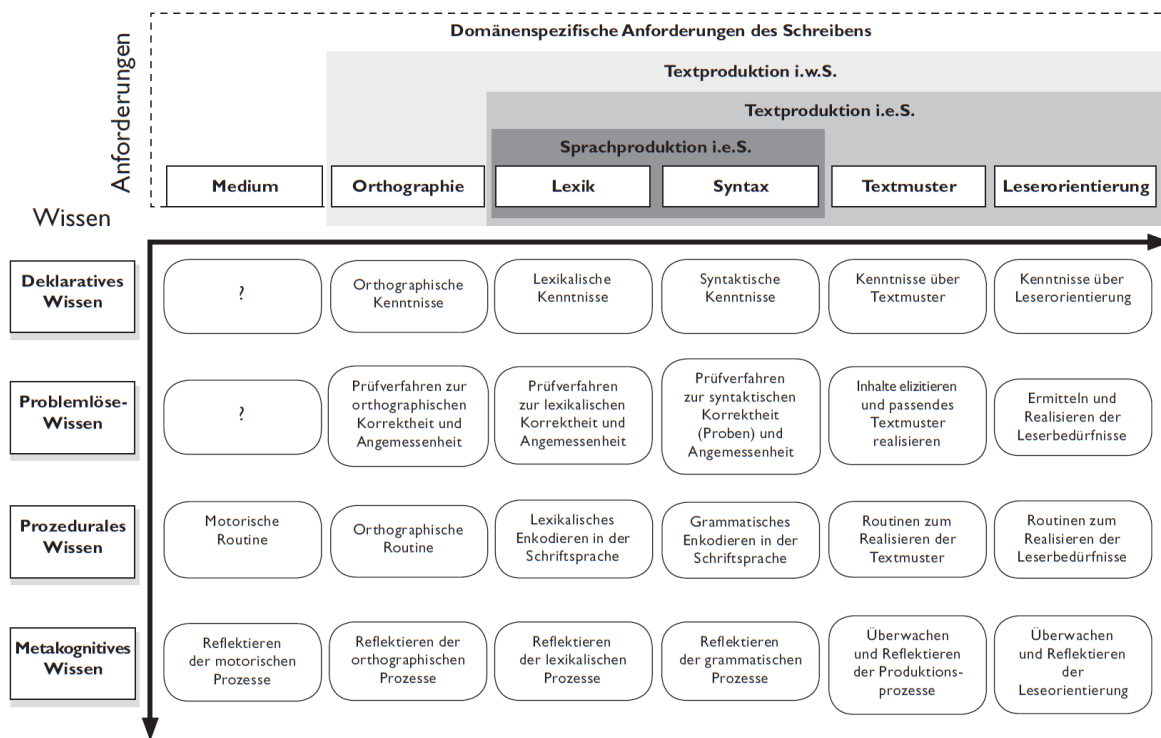 Domänenspezifische Anforderungen des Schreibens
Textproduktion i.w.S.
Textproduktion i.e.S.
Sprachproduktion i.e.S.
Anforderungen
Medium
Orthographie
Lexik
Syntax
Textmuster
Leserorientierung
Wissen
Deklaratives
Wissen
?
Orthographische
Kenntnisse
Lexikalische
Kenntnisse
Syntaktische
Kenntnisse
Kenntnisse über
Textmuster
Kenntnisse über
Leserorientierung
Problemlöse-
Wissen
?
Prüfverfahren zur
orthographischen
Korrektheit und
Angemessenheit
Prüfverfahren
zur lexikalischen
Korrektheit und
Angemessenheit
Prüfverfahren
zur syntaktischen
Korrektheit
(Proben) und
Angemessenheit
Inhalte elizitieren
und passendes
Textmuster
realisieren
Ermitteln und
Realisieren der
Leserbedürfnisse
Prozedurales
Wissen
Motorische
Routine
Orthographische
Routine
Lexikalisches
Enkodieren in der
Schriftsprache
Grammatisches
Enkodieren in der
Schriftsprache
Routinen zum
Realisieren der
Textmuster
Routinen zum
Realisieren der
Leserbedürfnisse
Metakognitives
Wissen
Reflektieren
der motorischen
Prozesse
Reflektieren der
orthographischen
Prozesse
Reflektieren
der lexikalischen
Prozesse
Reflektieren
der grammatischen
Prozesse
Überwachen
und Reflektieren
der Produktions-
prozesse
Überwachen
und Reflektieren
der
Leseorientierung